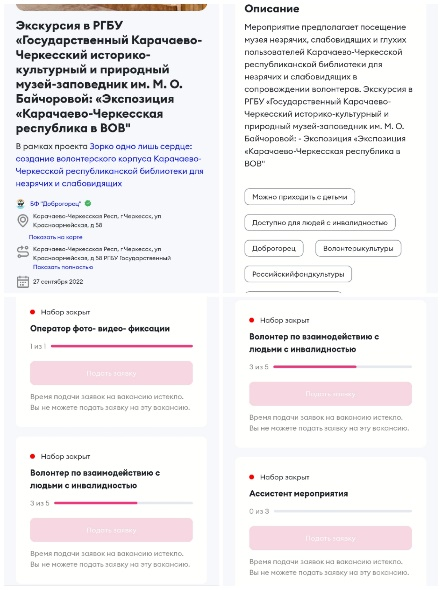 Экскурсия в РГБУ
«Государственный Карачаево-
Черкесский историко-
культурный и природный
музей-заповедник им. М. О.
Байчоровой: «Экспозиция
«Карачаево-Черкесская
республика в ВОВ"
В рамках проекта Зорко одно лишь сердце:
создание волонтерского корпуса Карачаево-
Черкесской республиканской библиотеки для
незрячих и слабовидящих
БФ "Доброгорец"
Карачаево-Черкесская Респ, г Черкесск, ул
Красноармейская, д 58
Показать на карте
Карачаево-Черкесская Респ, г Черкесск, ул
Красноармейская, д 58 РГБУ Государственный
Показать полностью
27 сентября 2022
Описание
Мероприятие предполагает посещение
музея незрячих, слабовидящих и глухих
пользователей Карачаево-Черкесской
республиканской библиотеки для
незрячих и слабовидящих в
сопровождении волонтеров. Экскурсия в
РГБУ «Государственный Карачаево-
Черкесский историко-культурный и
природный музей-заповедник им. М. О.
Байчоровой: - Экспозиция «Экспозиция
«Карачаево-Черкесская республика в
ВОВ"
Можно приходить с детьми
Доступно для людей с инвалидностью
Доброгорец
Волонтерыкультуры
Российскийфондкультуры
Набор закрыт
Оператор фото- видео- фиксации
1 из 1
Подать заявку
Время подачи заявок на вакансию истекло.
Вы не можете подать заявку на эту вакансию.
Набор закрыт
Волонтер по взаимодействию с
людьми с инвалидностью
3 из 5
Подать заявку
Время подачи заявок на вакансию истекло.
Вы не можете подать заявку на эту вакансию.
Набор закрыт
Волонтер по взаимодействию с
людьми с инвалидностью
3 из 5
Подать заявку
Время подачи заявок на вакансию истекло.
Вы не можете подать заявку на эту вакансию.
Набор закрыт
Ассистент мероприятия
0 из 3
Подать заявку
Время подачи заявок на вакансию истекло.
Вы не можете подать заявку на эту вакансию.